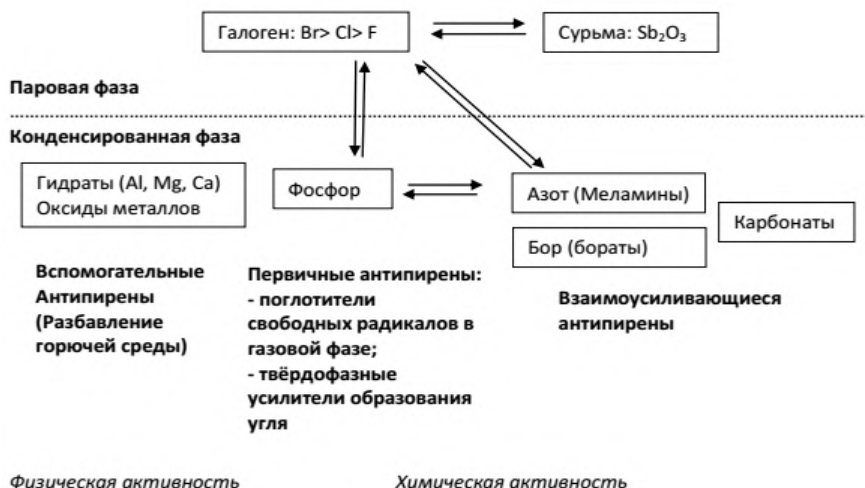 Галоген: Br> Cl> F
Сурьма: Sb₂O₃
Паровая фаза
Конденсированная фаза
Гидраты (Al, Mg, Ca)
Оксиды металлов
Фосфор
Азот (Меламины)
Карбонаты
Бор (бораты)
Вспомогательные
Антипирены
(Разбавление
горючей среды)
Первичные антипирены:
- поглотители
свободных радикалов в
газовой фазе;
- твёрдофазные
усилители образования
угля
Взаимоусиливающиеся
антипирены
Физическая активность
Химическая активность